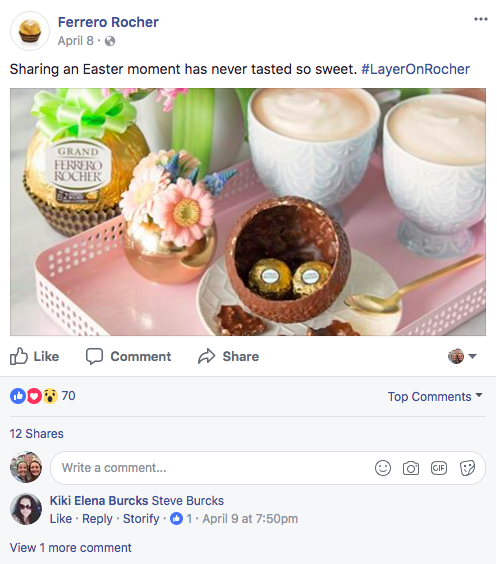 Ferrero Rocher
April 8
Sharing an Easter moment has never tasted so sweet. #LayerOnRocher
GRAND
FERRERO
ROCHER
Like Comment Share
70 Top Comments
12 Shares
Write a comment... GIF
Kiki Elena Burcks Steve Burcks
Like · Reply · Storify · 1 · April 9 at 7:50pm
View 1 more comment